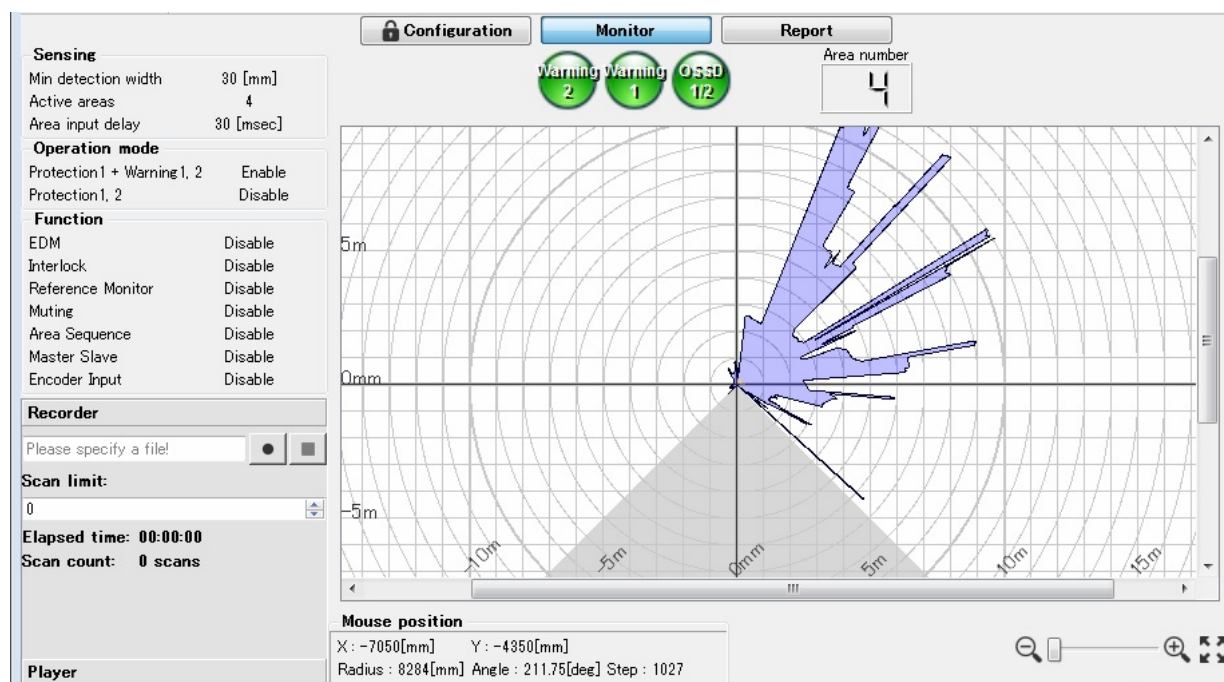 Configuration
Monitor
Report
Sensing
Min detection width 30 [mm]
Active areas 4
Area input delay 30 [msec]
Operation mode
Protection1 + Warning1, 2 Enable
Protection1, 2 Disable
Function
EDM Disable
Interlock Disable
Reference Monitor Disable
Muting Disable
Area Sequence Disable
Master Slave Disable
Encoder Input Disable
Recorder
Please specify a file!
Scan limit:
0
Elapsed time: 00:00:00
Scan count: 0 scans
Player
Warning 2
Warning 1
OSSD 1/2
Area number
4
5m
0mm
-5m
-10m
-5m
0mm
5m
10m
15m
Mouse position
X : -7050[mm] Y : -4350[mm]
Radius : 8284[mm] Angle : 211.75[deg] Step : 1027